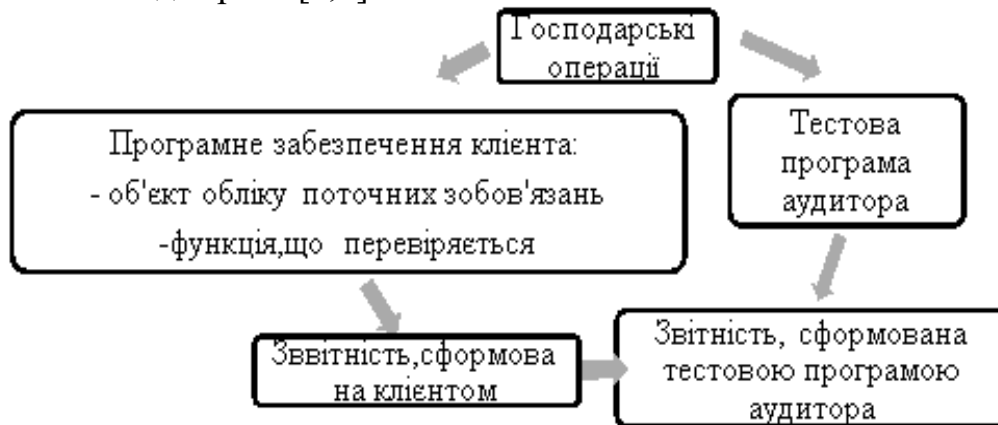 Господарські
операції
Програмне забезпечення клієнта:
- об'єкт обліку поточних зобов'язань
-функція,що перевіряється
Тестова
програма
аудитора
Зввітність,сформова
на клієнтом
Звітність, сформована
тестовою програмою
аудитора